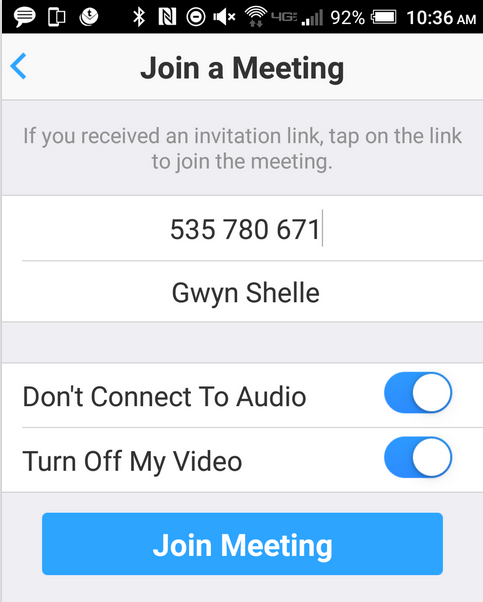 4G 92% 10:36 AM
Join a Meeting
If you received an invitation link, tap on the link
to join the meeting.
535 780 671
Gwyn Shelle
Don't Connect To Audio
Turn Off My Video
Join Meeting